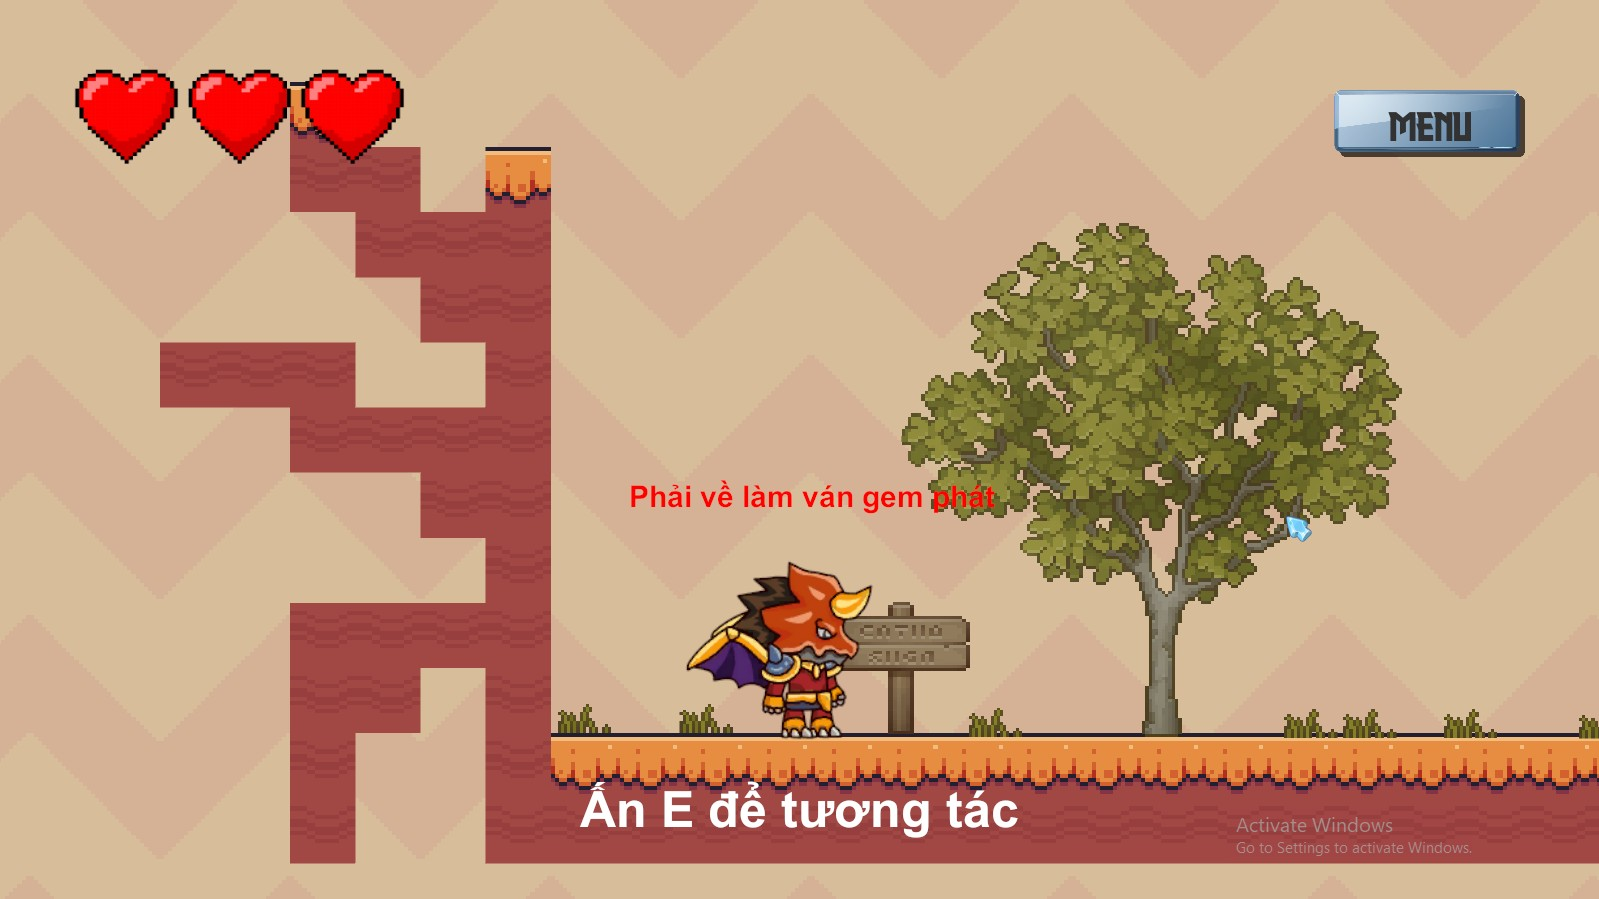 MENU
Phải về làm ván gem phát
Ấn E để tương tác
Activate Windows
Go to Settings to activate Windows.